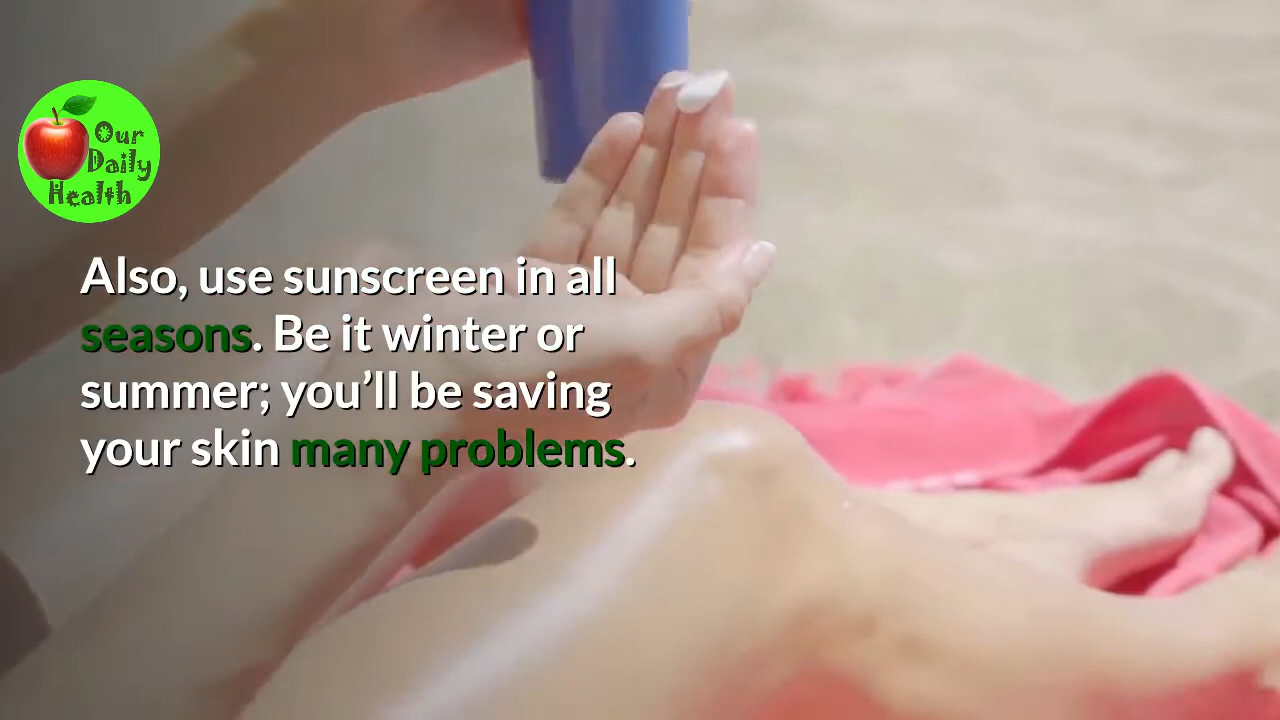 Our
Daily
Health
Also, use sunscreen in all
seasons. Be it winter or
summer; you’ll be saving
your skin many problems.